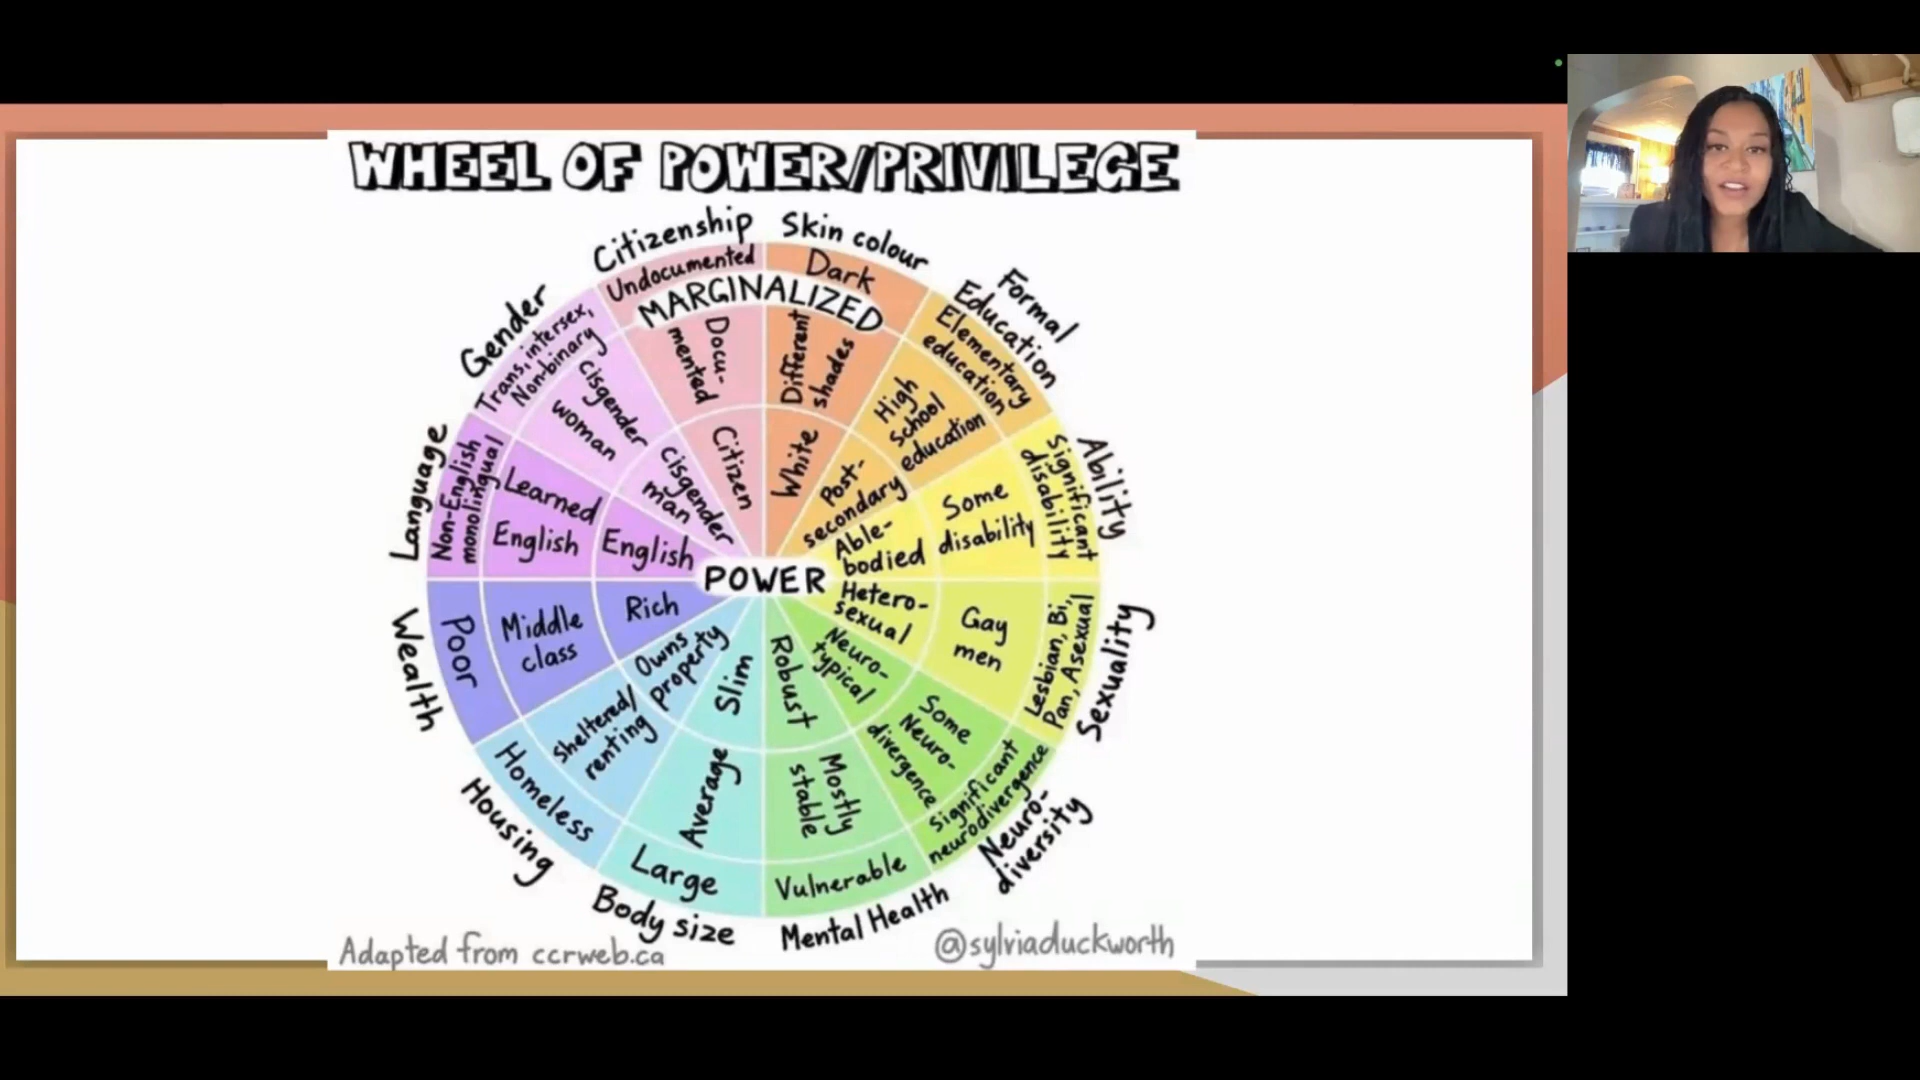 WHEEL OF POWER/PRIVILEGE
Citizenship
Undocumented
Docu-
mented
Citizen
Skin colour
Dark
Different
shades
White
MARGINALIZED
Formal
Education
Elementary
education
High
school
education
Post-
secondary
Ability
Significant
disability
Some
disability
Able-
bodied
Sexuality
Lesbian, Bi,
Pan, Asexual
Gay
men
Hetero-
sexual
Neuro-
diversity
Significant
neurodivergence
Some
Neuro-
divergence
Neuro-
typical
Mental Health
Vulnerable
Mostly
stable
Robust
Body size
Large
Average
Slim
Housing
Homeless
Sheltered/
renting
Owns
property
Wealth
Poor
Middle
class
Rich
Language
Non-English
monolingual
Learned
English
English
Gender
Trans, intersex,
Non-binary
Cisgender
woman
Cisgender
man
POWER
Adapted from ccrweb.ca
@sylviaduckworth